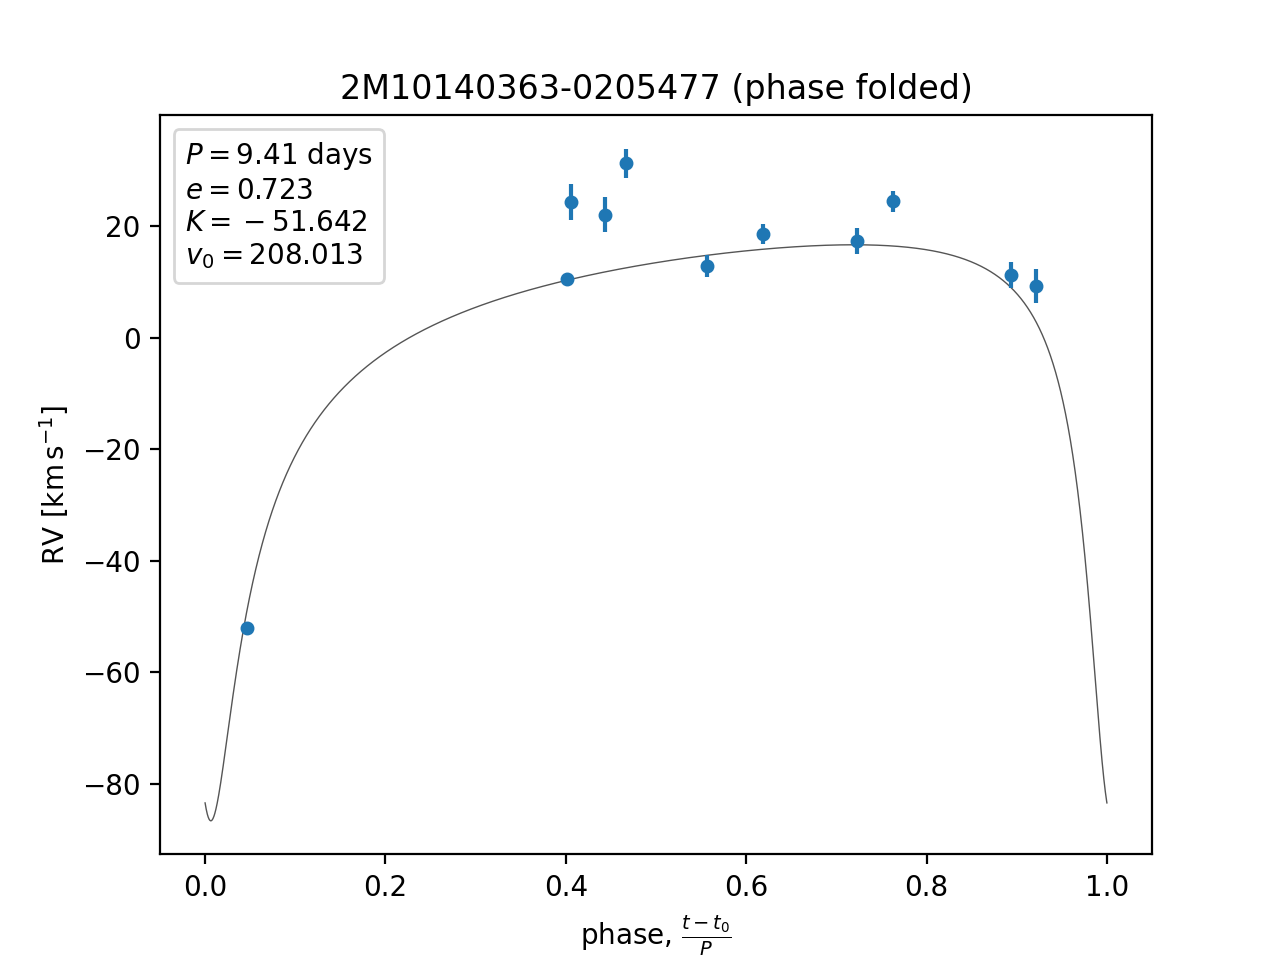 2M10140363-0205477 (phase folded)
P = 9.41 days
e = 0.723
K = −51.642
v₀ = 208.013
20
0
−20
−40
−60
−80
RV [km s⁻¹]
0.0 0.2 0.4 0.6 0.8 1.0
phase, (t − t₀)/P